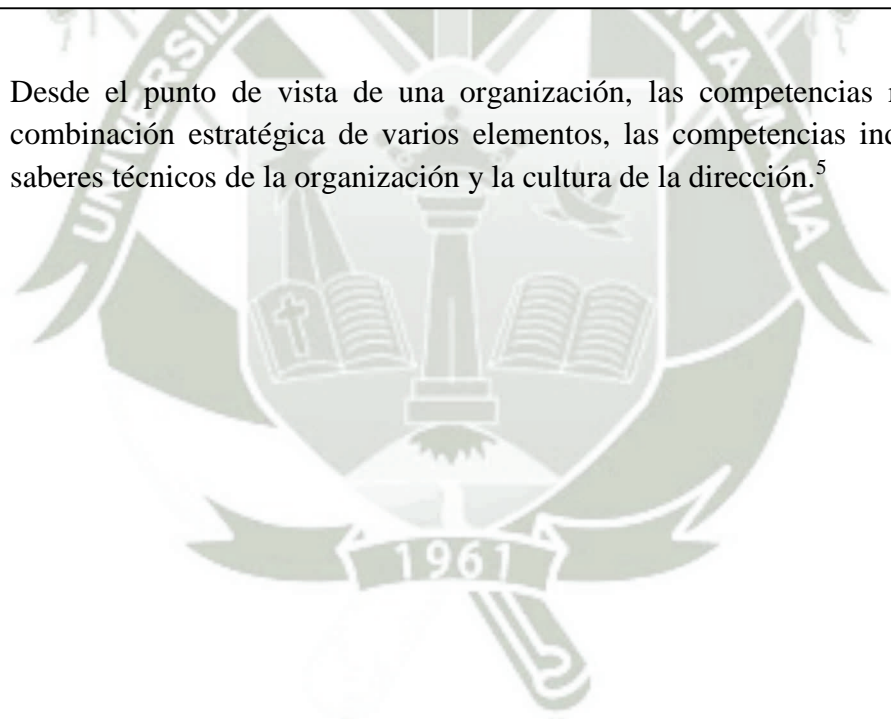 Desde el punto de vista de una organización, las competencias
combinación estratégica de varios elementos, las competencias
saberes técnicos de la organización y la cultura de la dirección.⁵
MARIA
1961